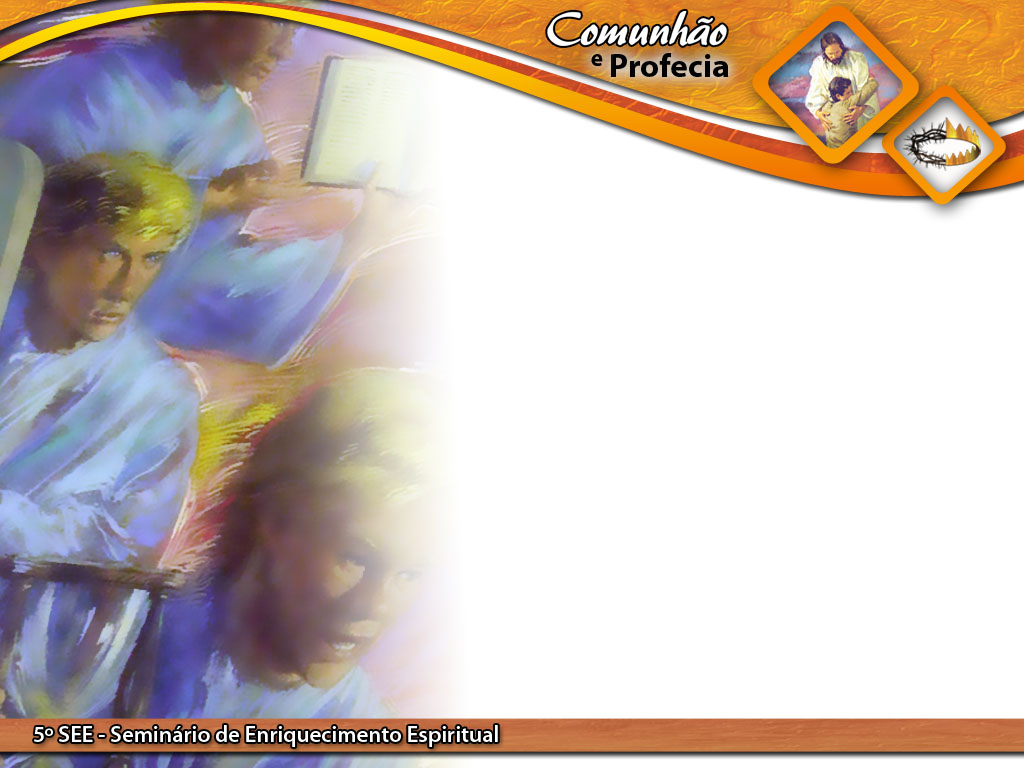 Comunhão
e Profecia
5º SEE - Seminário de Enriquecimento Espiritual